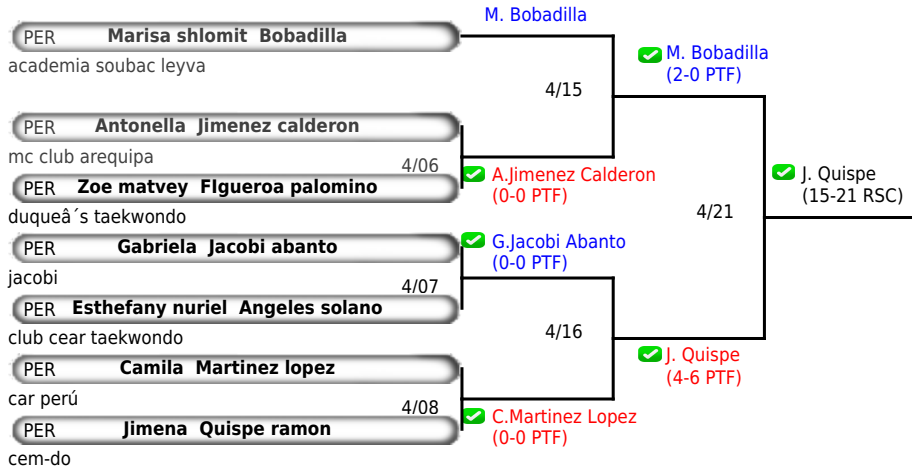 M. Bobadilla
PER Marisa shlomit Bobadilla
academia soubac leyva
M. Bobadilla
(2-0 PTF)
4/15
PER Antonella Jimenez calderon
mc club arequipa
4/06
PER Zoe matvey FIgueroa palomino
duqueâ´s taekwondo
A.Jimenez Calderon
(0-0 PTF)
J. Quispe
(15-21 RSC)
4/21
PER Gabriela Jacobi abanto
jacobi
G.Jacobi Abanto
(0-0 PTF)
4/07
PER Esthefany nuriel Angeles solano
club cear taekwondo
4/16
J. Quispe
(4-6 PTF)
PER Camila Martinez lopez
car perú
4/08
PER Jimena Quispe ramon
cem-do
C.Martinez Lopez
(0-0 PTF)